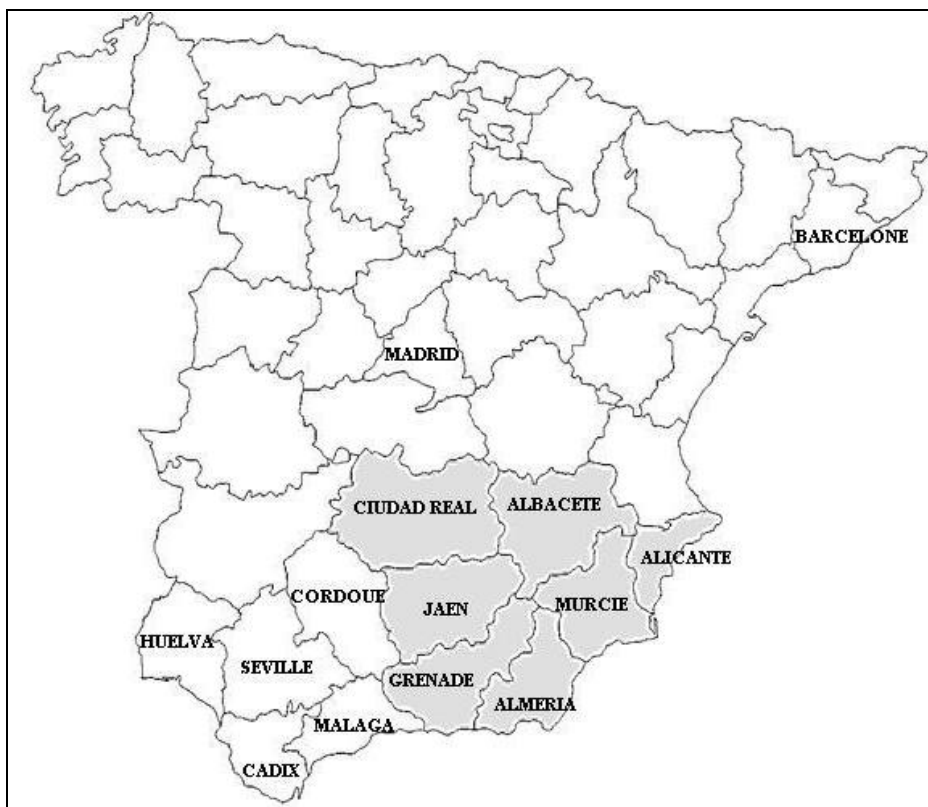 BARCELONE
MADRID
CIUDAD REAL
ALBACETE
ALICANTE
CORDOUE
JAEN
MURCIE
HUELVA
SEVILLE
GRENADE
ALMERIA
MALAGA
CADIX